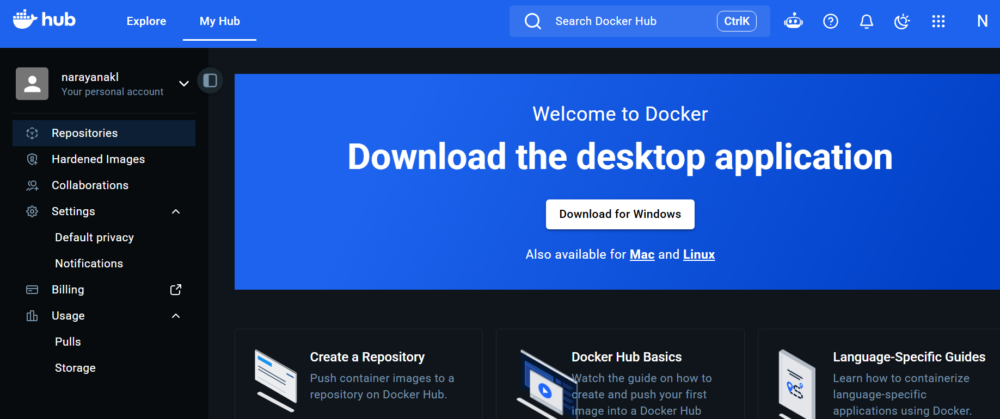 hub
Explore
My Hub
Search Docker Hub
CtrlK
N
narayanakl
Your personal account
Repositories
Hardened Images
Collaborations
Settings
Default privacy
Notifications
Billing
Usage
Pulls
Storage
Welcome to Docker
Download the desktop application
Download for Windows
Also available for Mac and Linux
Create a Repository
Push container images to a
repository on Docker Hub.
Docker Hub Basics
Watch the guide on how to
create and push your first
image into a Docker Hub
Language-Specific Guides
Learn how to containerize
language-specific
applications using Docker.